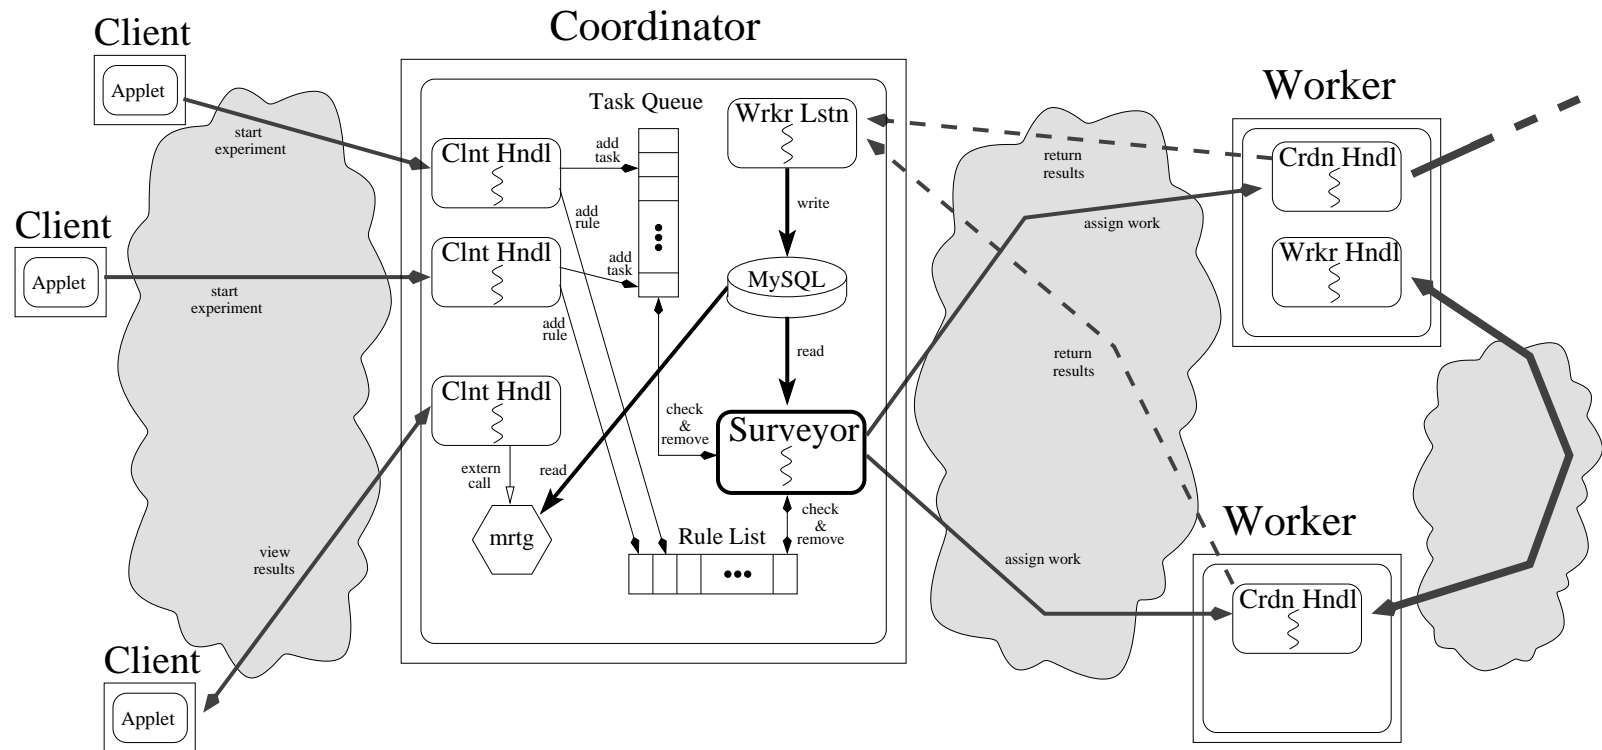 Client
Applet
start
experiment
Client
Applet
start
experiment
view
results
Client
Applet
Coordinator
Task Queue
Wrkr Lstn
Clnt Hndl
add
task
add
rule
write
Clnt Hndl
add
task
add
rule
MySQL
read
Clnt Hndl
check
&
remove
Surveyor
extern
call
read
mrtg
Rule List
check
&
remove
return
results
assign work
return
results
assign work
Worker
Crdn Hndl
Wrkr Hndl
Worker
Crdn Hndl